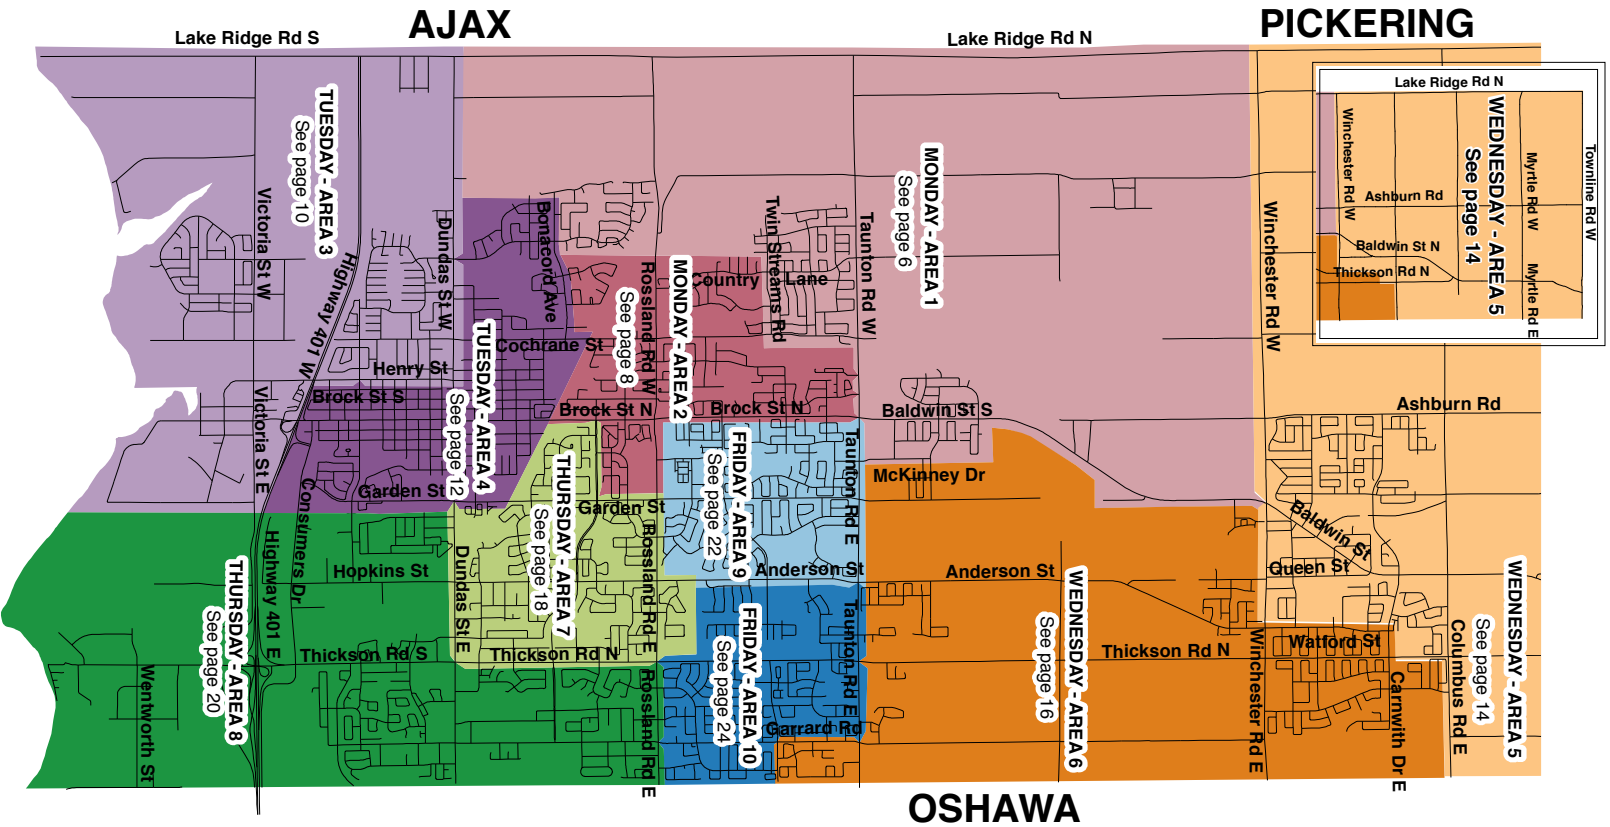 AJAX
PICKERING
Lake Ridge Rd S
Lake Ridge Rd N
Lake Ridge Rd N
Winchester Rd W
WEDNESDAY - AREA 5
See page 14
Myrtle Rd W
Townline Rd W
Ashburn Rd
Baldwin St N
Thickson Rd N
Myrtle Rd E
TUESDAY - AREA 3
See page 10
MONDAY - AREA 1
See page 6
Victoria St W
Highway 401 W
Dundas St W
Bonacord Ave
Twin Streams Rd
Taunton Rd W
Winchester Rd W
Rossland Rd W
MONDAY - AREA 2
See page 8
Country Lane
Cochrane St
TUESDAY - AREA 4
See page 12
Henry St
Brock St S
Brock St N
Brock St N
Baldwin St S
Ashburn Rd
Victoria St E
Consumers Dr
Garden St
Garden St
THURSDAY - AREA 7
See page 18
FRIDAY - AREA 9
See page 22
Taunton Rd E
McKinney Dr
Baldwin St
Queen St
Highway 401 E
Hopkins St
Dundas St E
Rossland Rd E
Anderson St
Anderson St
THURSDAY - AREA 8
See page 20
FRIDAY - AREA 10
See page 24
Taunton Rd E
WEDNESDAY - AREA 6
See page 16
WEDNESDAY - AREA 5
See page 14
Thickson Rd S
Thickson Rd N
Thickson Rd N
Watford St
Winchester Rd E
Carnwith Dr E
Columbus Rd E
Wentworth St
Rossland Rd E
Garrard Rd
OSHAWA